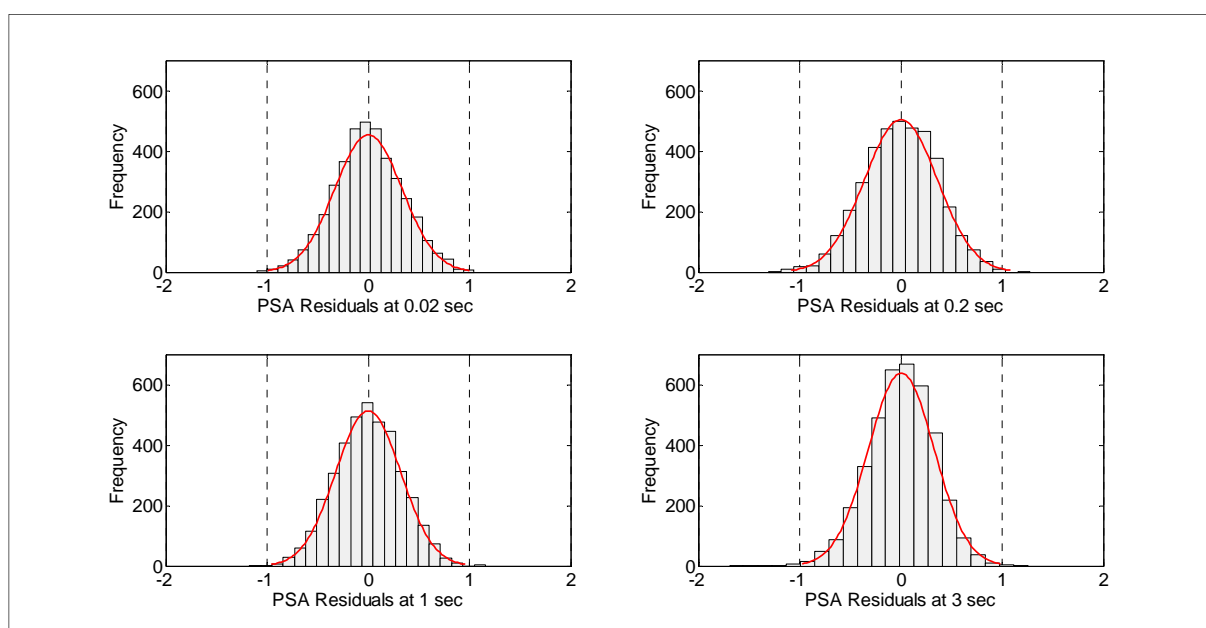 600
400
200
0
Frequency
-2 -1 0 1 2
PSA Residuals at 0.02 sec
600
400
200
0
Frequency
-2 -1 0 1 2
PSA Residuals at 0.2 sec
600
400
200
0
Frequency
-2 -1 0 1 2
PSA Residuals at 1 sec
600
400
200
0
Frequency
-2 -1 0 1 2
PSA Residuals at 3 sec